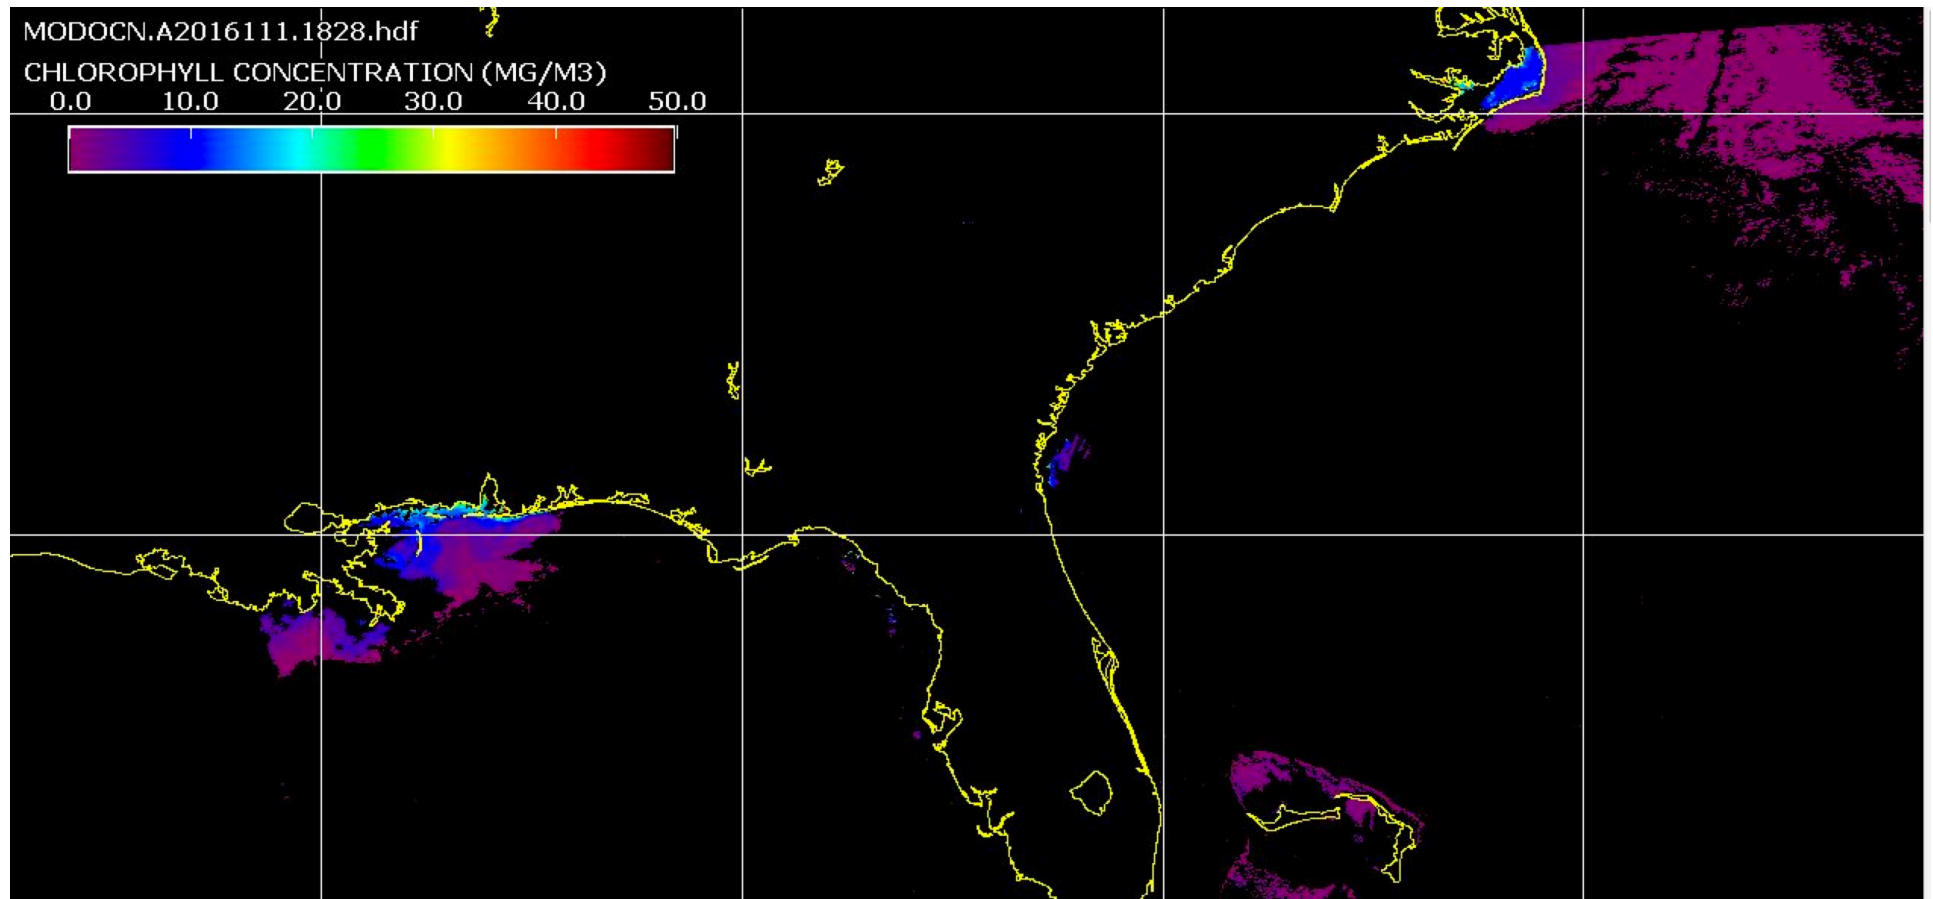 MODOCN.A2016111.1828.hdf
CHLOROPHYLL CONCENTRATION (MG/M3)
0.0 10.0 20.0 30.0 40.0 50.0